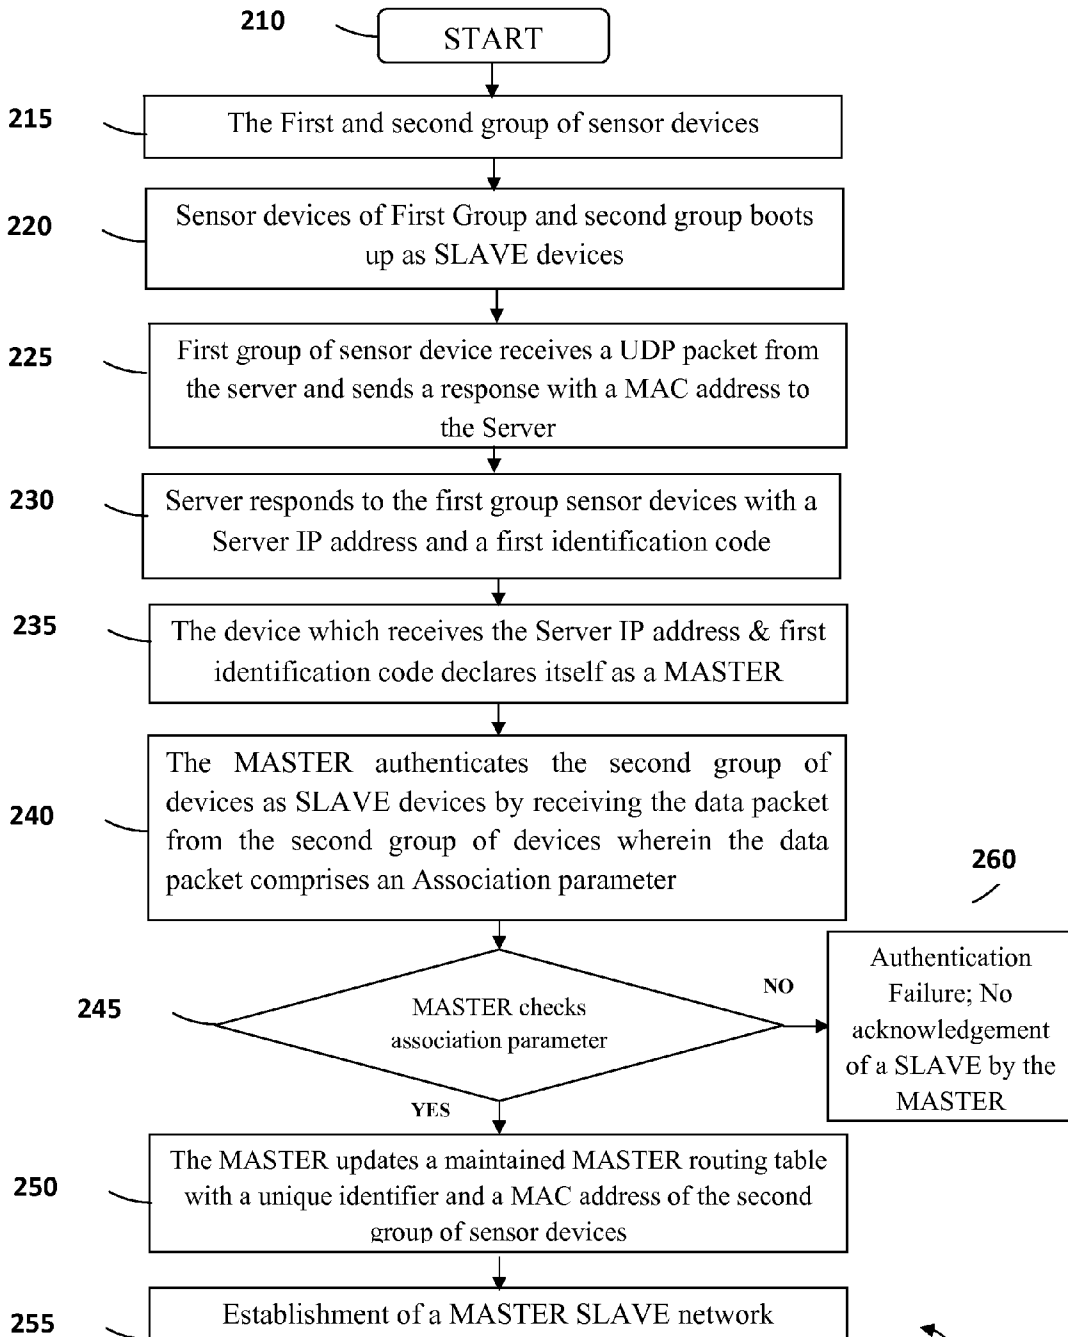 210
START
215
The First and second group of sensor devices
220
Sensor devices of First Group and second group boots
up as SLAVE devices
225
First group of sensor device receives a UDP packet from
the server and sends a response with a MAC address to
the Server
230
Server responds to the first group sensor devices with a
Server IP address and a first identification code
235
The device which receives the Server IP address & first
identification code declares itself as a MASTER
240
The MASTER authenticates the second group of
devices as SLAVE devices by receiving the data packet
from the second group of devices wherein the data
packet comprises an Association parameter
245
MASTER checks
association parameter
NO
260
Authentication
Failure; No
acknowledgement
of a SLAVE by the
MASTER
YES
250
The MASTER updates a maintained MASTER routing table
with a unique identifier and a MAC address of the second
group of sensor devices
255
Establishment of a MASTER SLAVE network